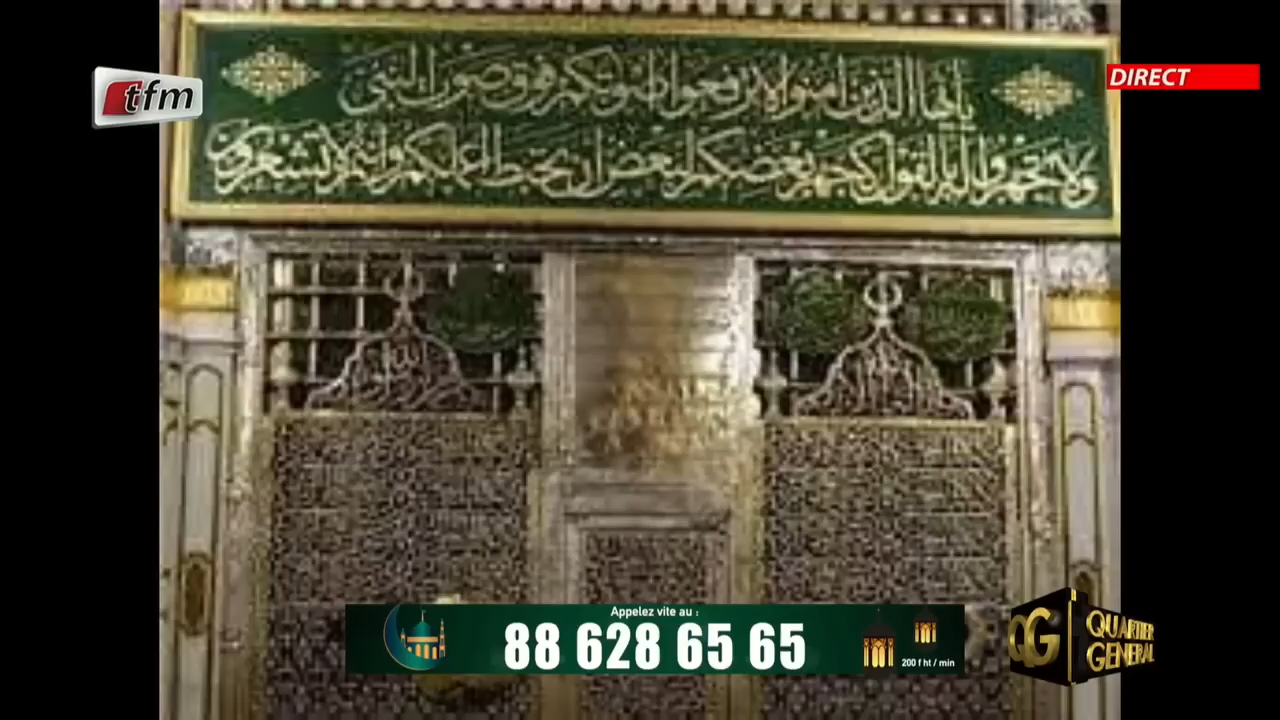 tfm
DIRECT
يا أيها الذين آمنوا لا ترفعوا أصواتكم فوق صوت النبي
ولا تجهروا له بالقول كجهر بعضكم لبعض أن تحبط أعمالكم وأنتم لا تشعرون
Appelez vite au :
88 628 65 65
200 f ht / min
QG
QUARTIER
GENERAL